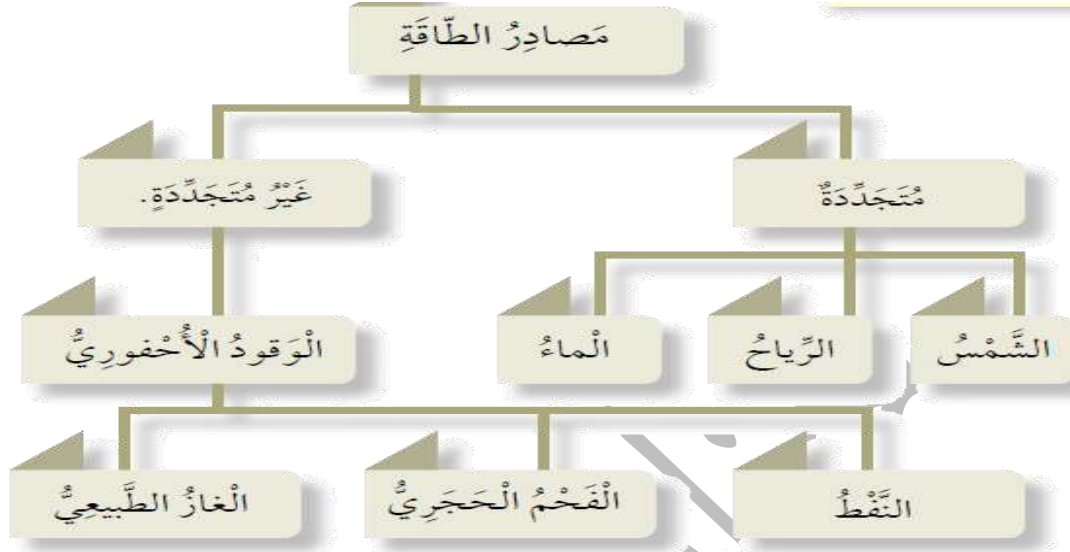 مَصادِرُ الطّاقَةِ
مُتَجَدِّدَةٌ
غَيْرُ مُتَجَدِّدَةٍ.
الشَّمْسُ
الرِّياحُ
الْماءُ
الْوَقودُ الْأُحْفورِيُّ
النَّفْطُ
الْفَحْمُ الْحَجَرِيُّ
الْغازُ الطَّبيعِيُّ